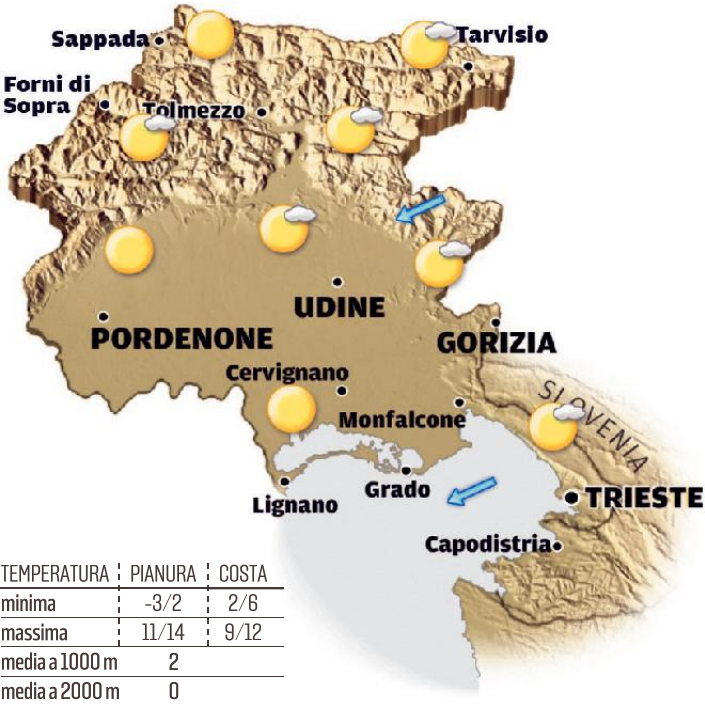 Sappada
Tarvisio
Forni di
Sopra
Tolmezzo
UDINE
PORDENONE
GORIZIA
Cervignano
SLOVENIA
Monfalcone
Grado
Lignano
TRIESTE
Capodistria
TEMPERATURA PIANURA COSTA
minima -3/2 2/6
massima 11/14 9/12
media a 1000 m 2
media a 2000 m 0